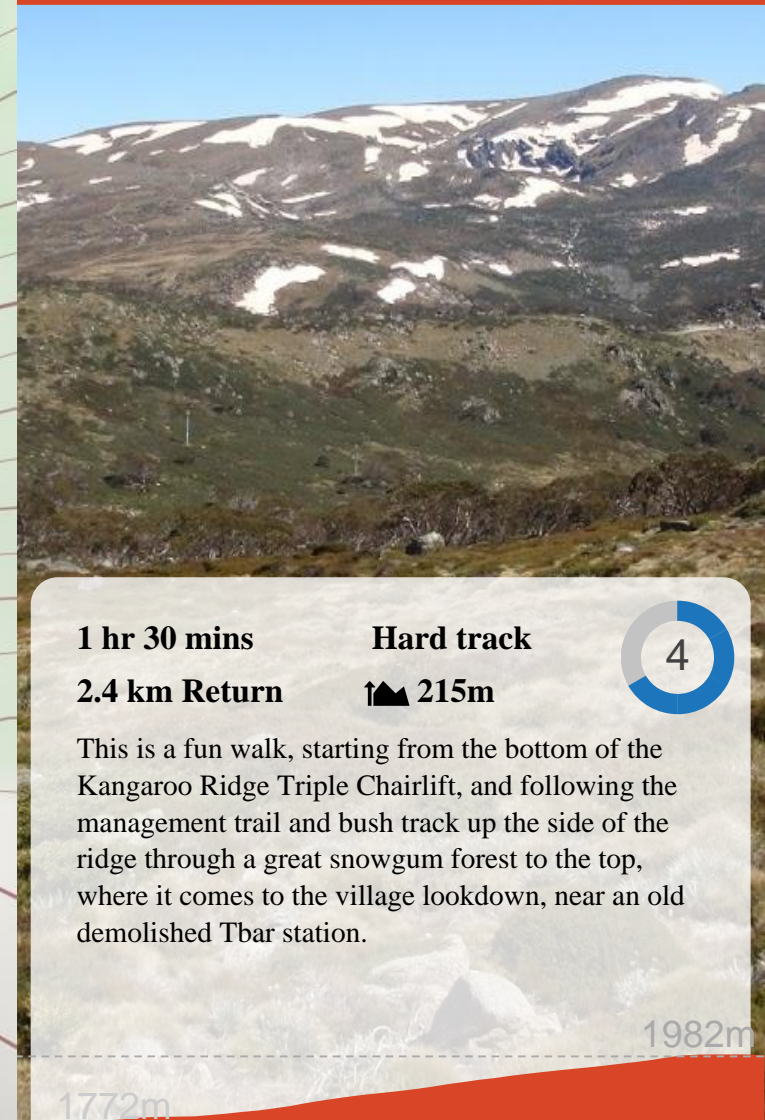 1 hr 30 mins
Hard track
4
2.4 km Return
215m
This is a fun walk, starting from the bottom of the
Kangaroo Ridge Triple Chairlift, and following the
management trail and bush track up the side of the
ridge through a great snowgum forest to the top,
where it comes to the village lookdown, near an old
demolished Tbar station.
1982m
1772m